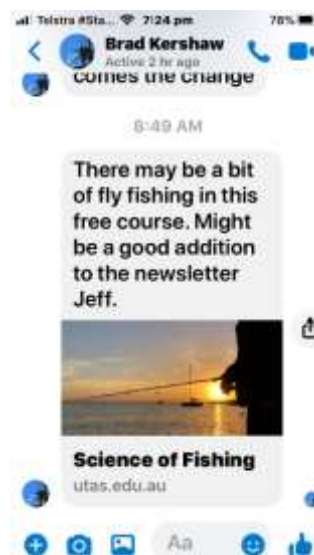 Telstra #Sta... 7:24 pm 78%
Brad Kershaw
Active 2 hr ago
comes the change
8:49 AM
There may be a bit
of fly fishing in this
free course. Might
be a good addition
to the newsletter
Jeff.
Science of Fishing
utas.edu.au
Aa